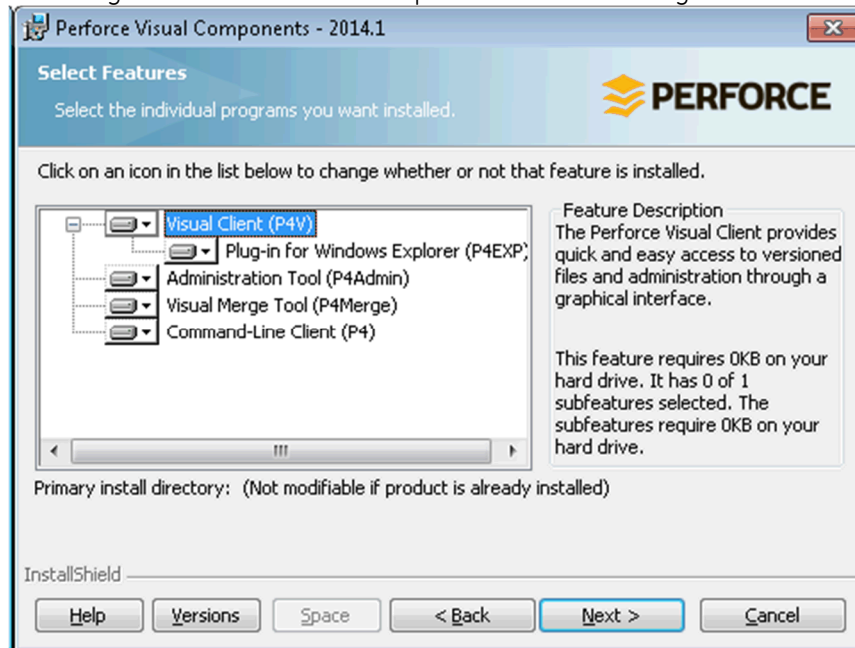 Perforce Visual Components - 2014.1
Select Features
Select the individual programs you want installed.
PERFORCE
Click on an icon in the list below to change whether or not that feature is installed.
Visual Client (P4V)
Plug-in for Windows Explorer (P4EXP)
Administration Tool (P4Admin)
Visual Merge Tool (P4Merge)
Command-Line Client (P4)
Feature Description
The Perforce Visual Client provides
quick and easy access to versioned
files and administration through a
graphical interface.
This feature requires 0KB on your
hard drive. It has 0 of 1
subfeatures selected. The
subfeatures require 0KB on your
hard drive.
Primary install directory: (Not modifiable if product is already installed)
InstallShield
Help
Versions
Space
< Back
Next >
Cancel